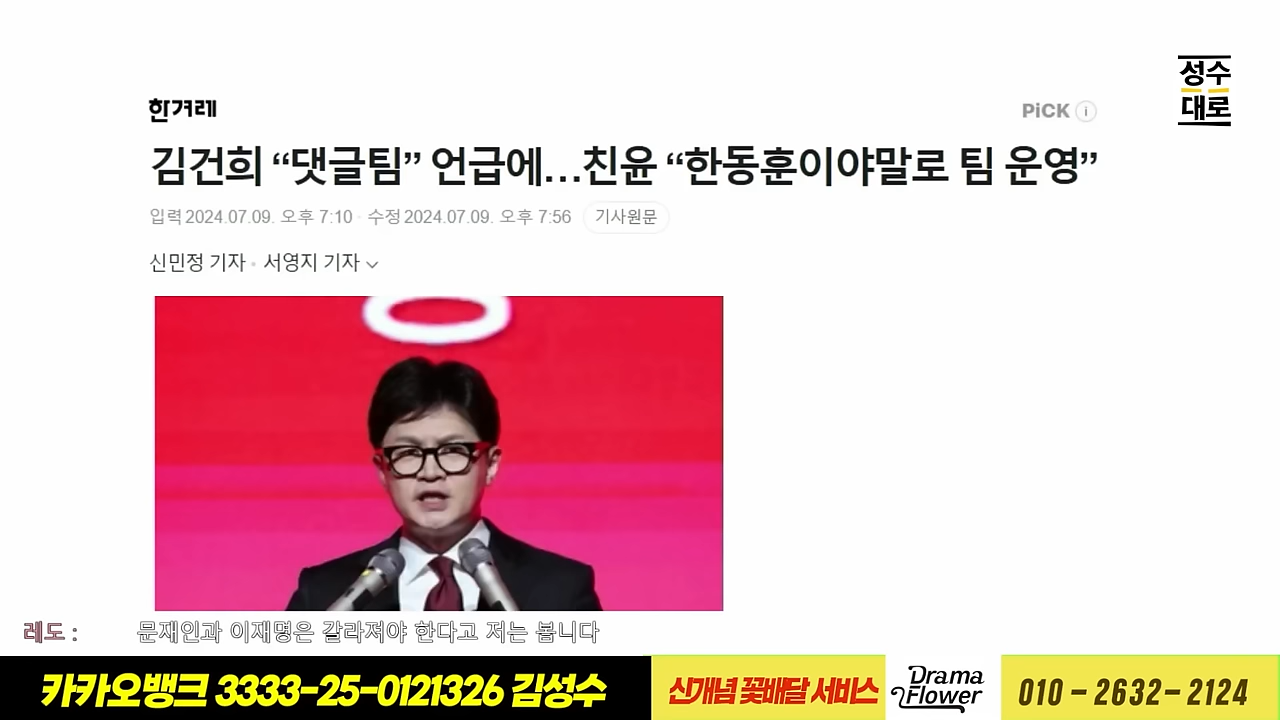 성수
대로
한겨레
PiCK i
김건희 “댓글팀” 언급에…친윤 “한동훈이야말로 팀 운영”
입력 2024.07.09. 오후 7:10 · 수정 2024.07.09. 오후 7:56 기사원문
신민정 기자 · 서영지 기자
레도 : 문재인과 이재명은 갈라져야 한다고 저는 봅니다
카카오뱅크 3333-25-0121326 김성수
신개념 꽃배달 서비스
Drama
Flower
010 - 2632 - 2124